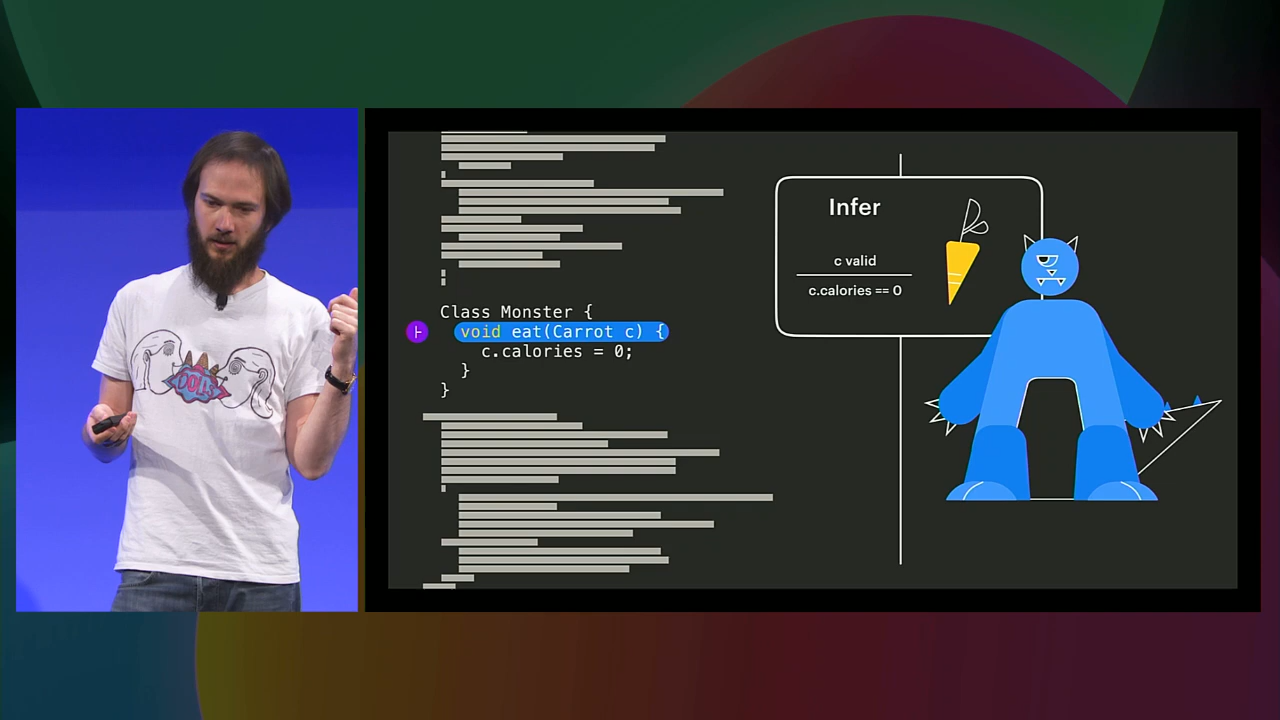 Class Monster {
void eat(Carrot c) {
c.calories = 0;
}
}
Infer
c valid
c.calories == 0
⊢